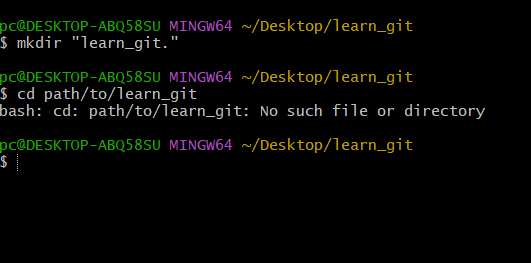 pc@DESKTOP-ABQ58SU MINGW64 ~/Desktop/learn_git
$ mkdir "learn_git."
pc@DESKTOP-ABQ58SU MINGW64 ~/Desktop/learn_git
$ cd path/to/learn_git
bash: cd: path/to/learn_git: No such file or directory
pc@DESKTOP-ABQ58SU MINGW64 ~/Desktop/learn_git
$